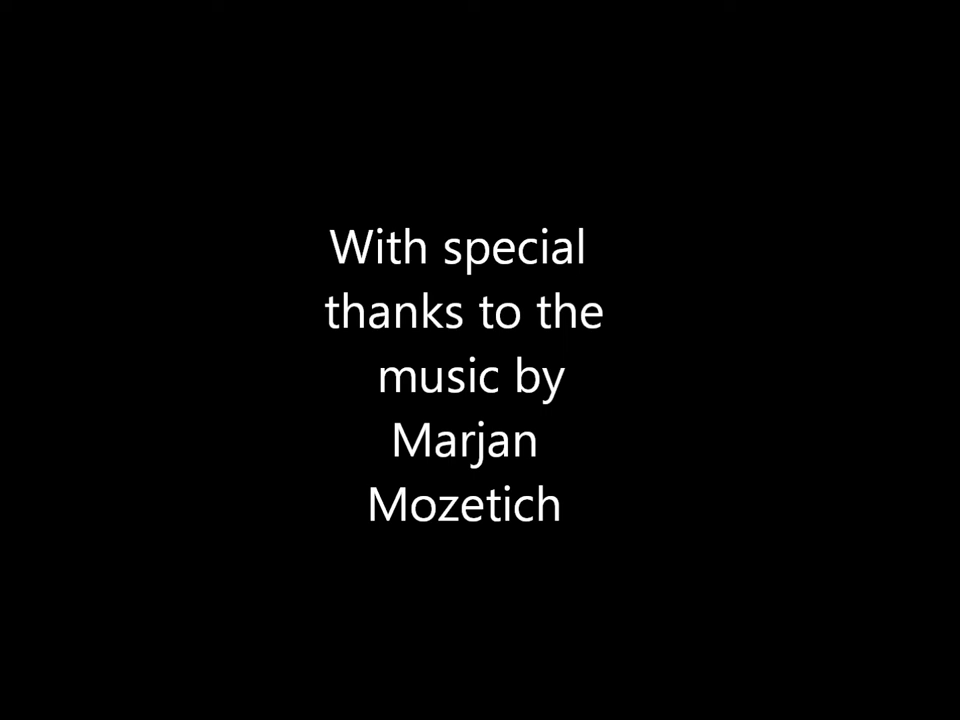 With special
thanks to the
music by
Marjan
Mozetich